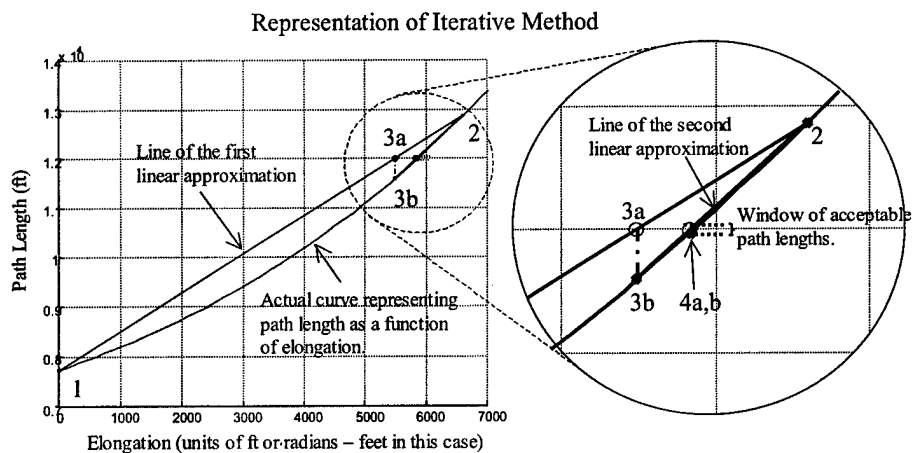 Representation of Iterative Method
x 10^4
1.4
1.3
1.2
1.1
1
0.9
0.8
0.7
Path Length (ft)
0
1000
2000
3000
4000
5000
6000
7000
Elongation (units of ft or radians – feet in this case)
Line of the first
linear approximation
Actual curve representing
path length as a function
of elongation.
1
2
3a
3b
Line of the second
linear approximation
2
3a
3b
4a,b
Window of acceptable
path lengths.